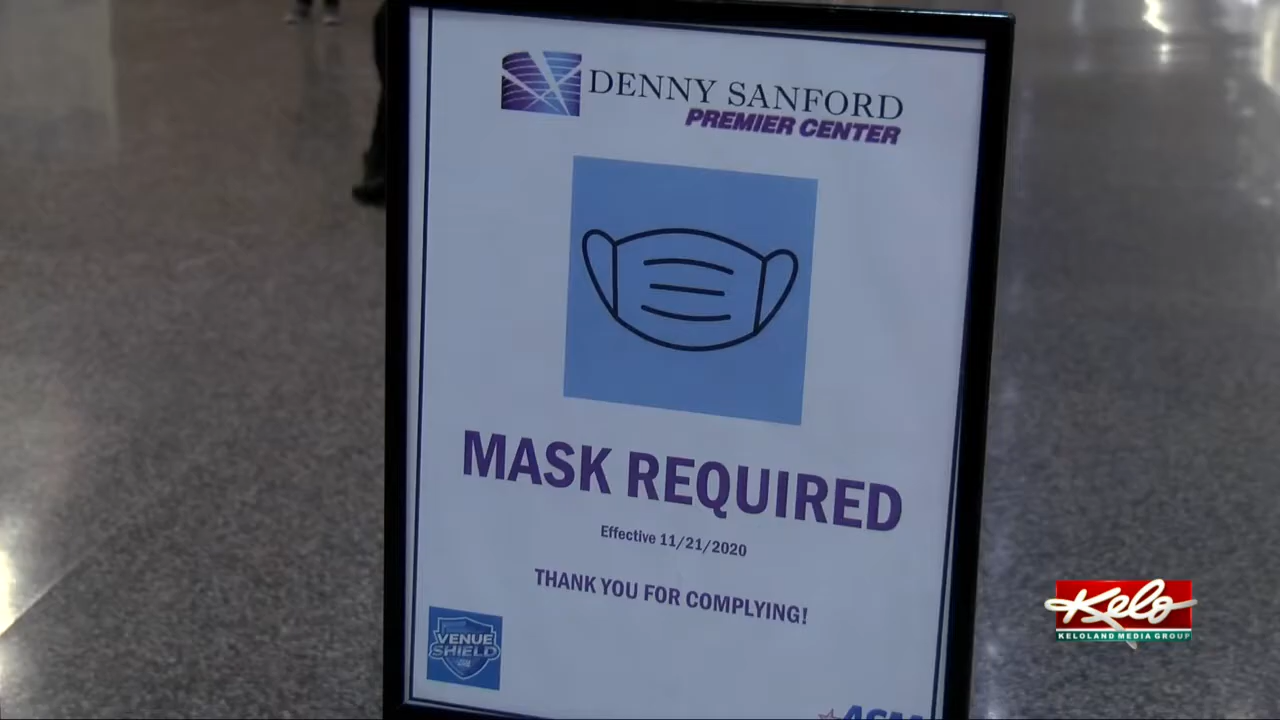 DENNY SANFORD
PREMIER CENTER
MASK REQUIRED
Effective 11/21/2020
THANK YOU FOR COMPLYING!
VENUE
SHIELD
ASM
Kelo
KELOLAND MEDIA GROUP